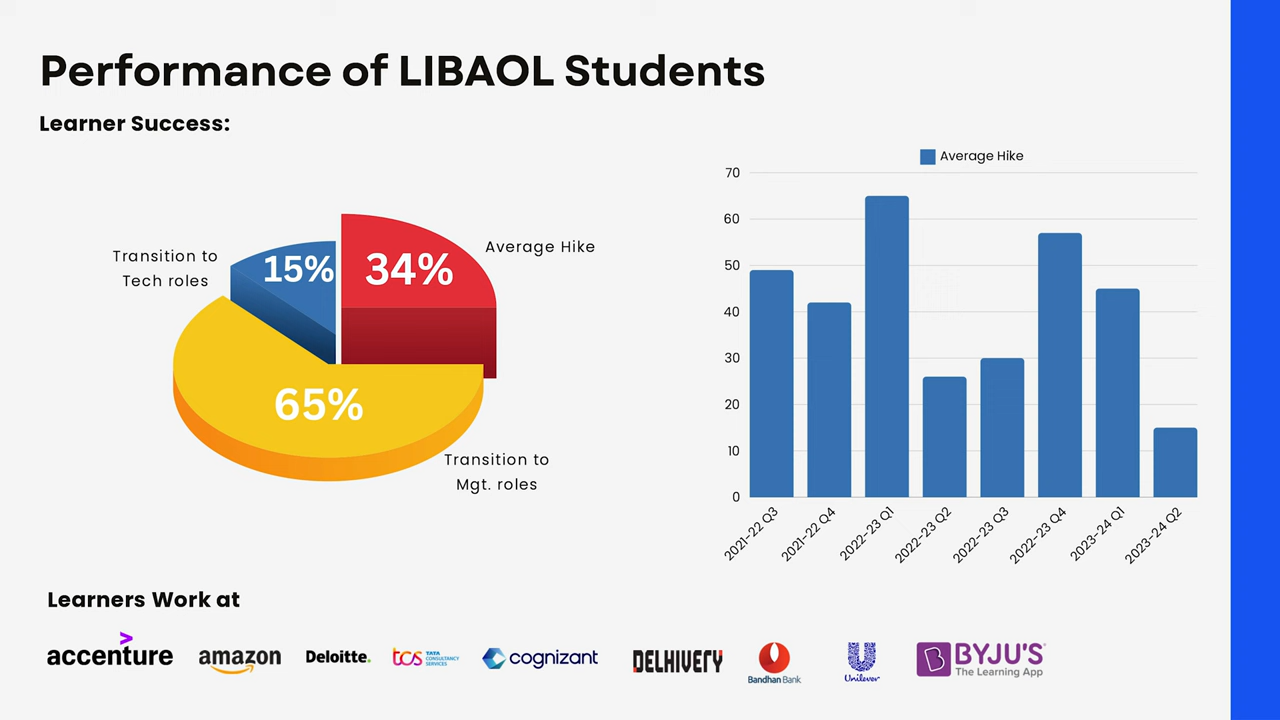 Performance of LIBAOL Students
Learner Success:
Transition to
Tech roles
15%
34%
Average Hike
65%
Transition to
Mgt. roles
Average Hike
70
60
50
40
30
20
10
0
2021-22 Q3
2021-22 Q4
2022-23 Q1
2022-23 Q2
2022-23 Q3
2022-23 Q4
2023-24 Q1
2023-24 Q2
Learners Work at
accenture
amazon
Deloitte.
tcs TATA
CONSULTANCY
SERVICES
cognizant
DELHIVERY
Bandhan Bank
Unilever
BYJU'S
The Learning App